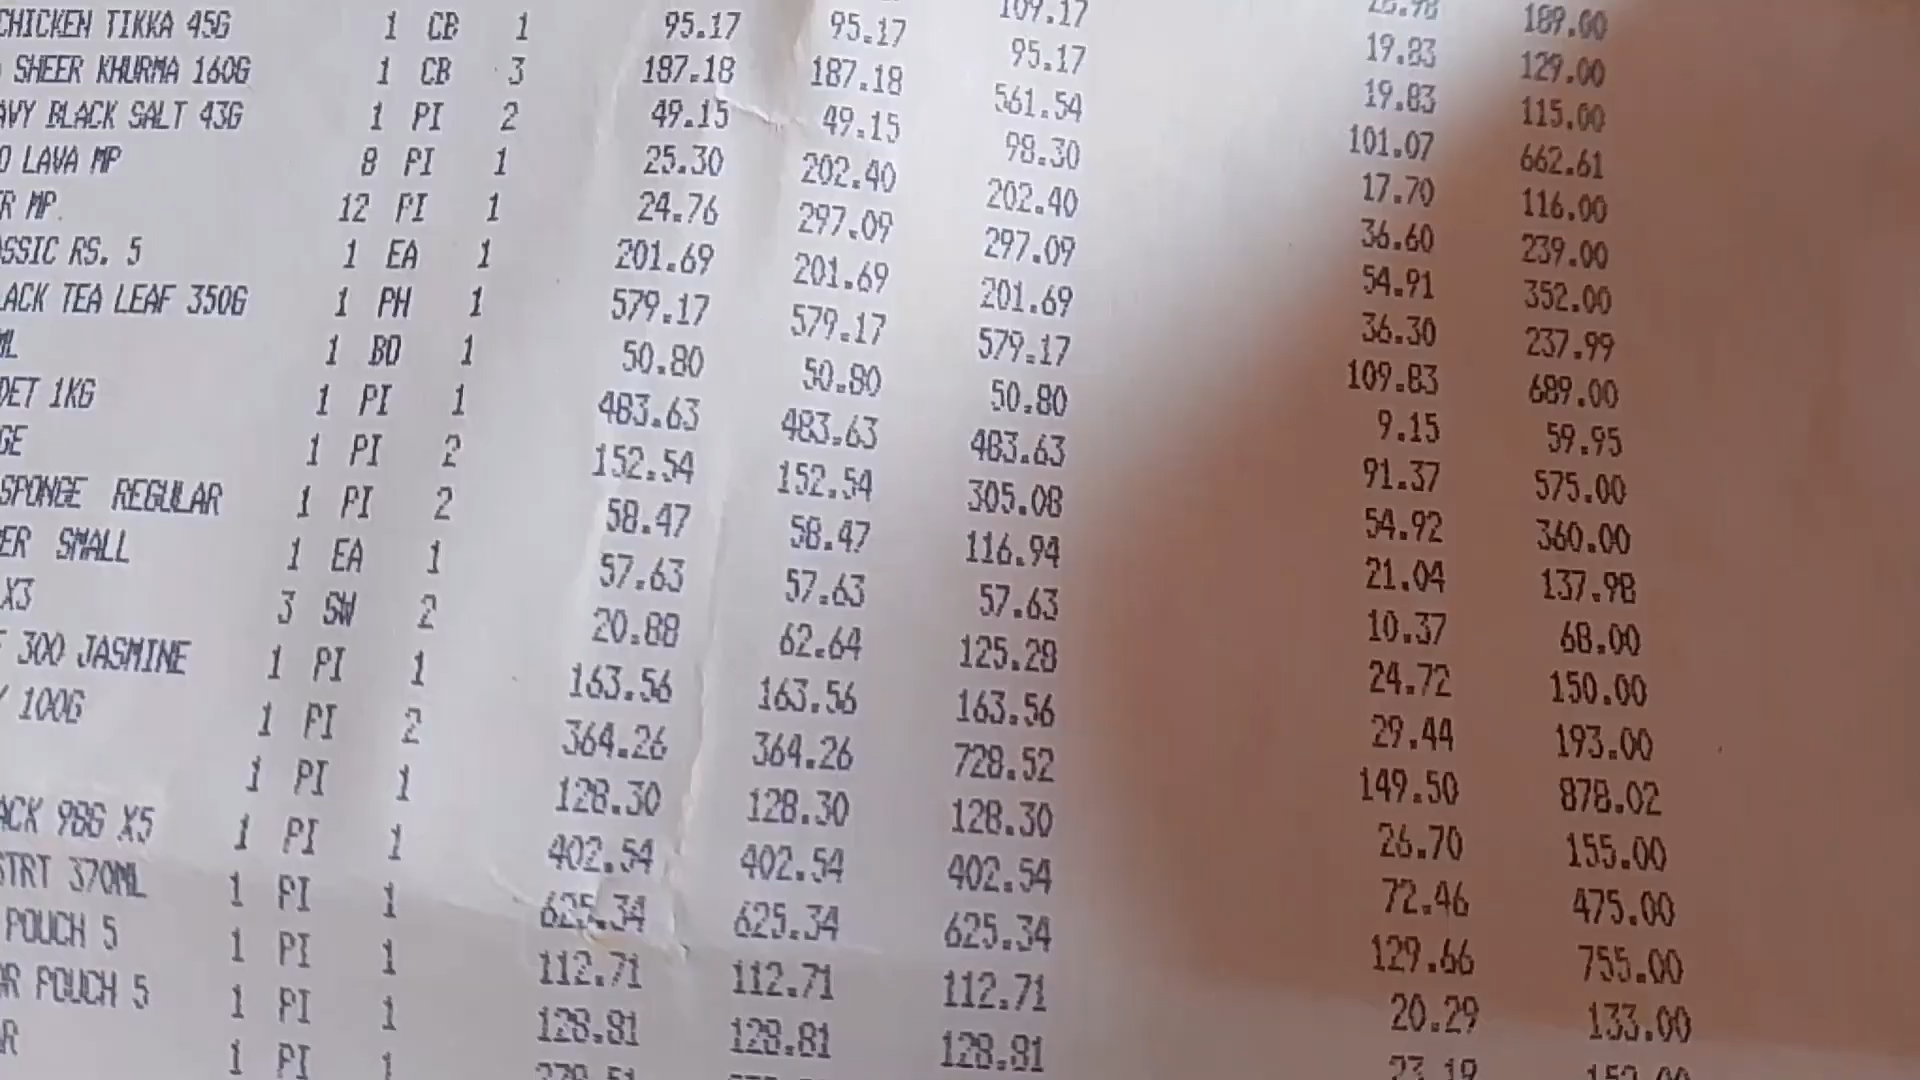 189.00
109.17 19.83 129.00
CHICKEN TIKKA 45G 1 CB 1 95.17 95.17 95.17 19.83 115.00
SHEER KHURMA 160G 1 CB 3 187.18 187.18 561.54 101.07 662.61
AVY BLACK SALT 43G 1 PI 2 49.15 49.15 98.30 17.70 116.00
O LAVA MP 8 PI 1 25.30 202.40 202.40 36.60 239.00
ER MP. 12 PI 1 24.76 297.09 297.09 54.91 352.00
ASSIC RS. 5 1 EA 1 201.69 201.69 201.69 36.30 237.99
LACK TEA LEAF 350G 1 PH 1 579.17 579.17 579.17 109.83 689.00
ML 1 BO 1 50.80 50.80 50.80 9.15 59.95
DET 1KG 1 PI 1 483.63 483.63 483.63 91.37 575.00
GE 1 PI 2 152.54 152.54 305.08 54.92 360.00
SPONGE REGULAR 1 PI 2 58.47 58.47 116.94 21.04 137.98
ER SMALL 1 EA 1 57.63 57.63 57.63 10.37 68.00
X3 3 SW 2 20.88 62.64 125.28 24.72 150.00
300 JASMINE 1 PI 1 163.56 163.56 163.56 29.44 193.00
100G 1 PI 2 364.26 364.26 728.52 149.50 878.02
1 PI 1 128.30 128.30 128.30 26.70 155.00
ACK 98G X5 1 PI 1 402.54 402.54 402.54 72.46 475.00
STRT 370ML 1 PI 1 625.34 625.34 625.34 129.66 755.00
POUCH 5 1 PI 1 112.71 112.71 112.71 20.29 133.00
AR POUCH 5 1 PI 1 128.81 128.81 128.81 23.19 152.00
R 1 PI 1